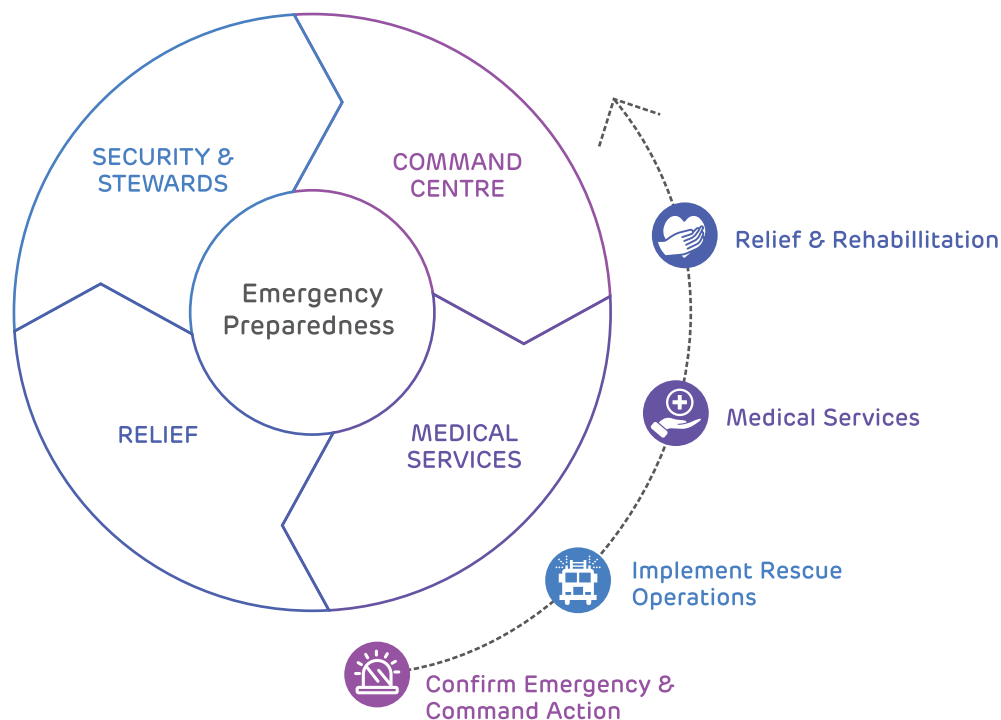 SECURITY &
STEWARDS
COMMAND
CENTRE
Emergency
Preparedness
RELIEF
MEDICAL
SERVICES
Relief & Rehabillitation
Medical Services
Implement Rescue
Operations
Confirm Emergency &
Command Action